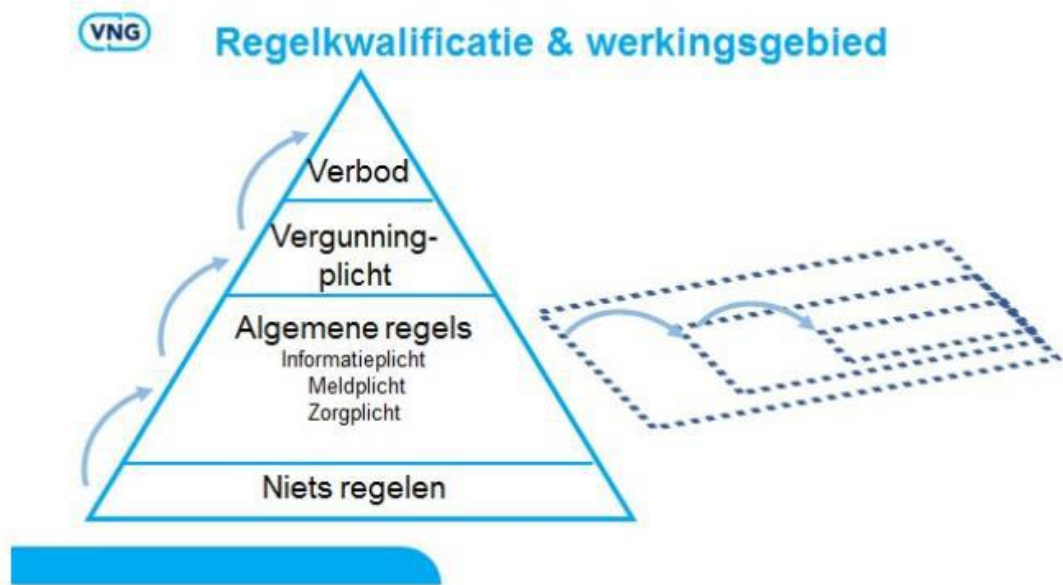 VNG
Regelkwalificatie & werkingsgebied
Verbod
Vergunning-
plicht
Algemene regels
Informatieplicht
Meldplicht
Zorgplicht
Niets regelen